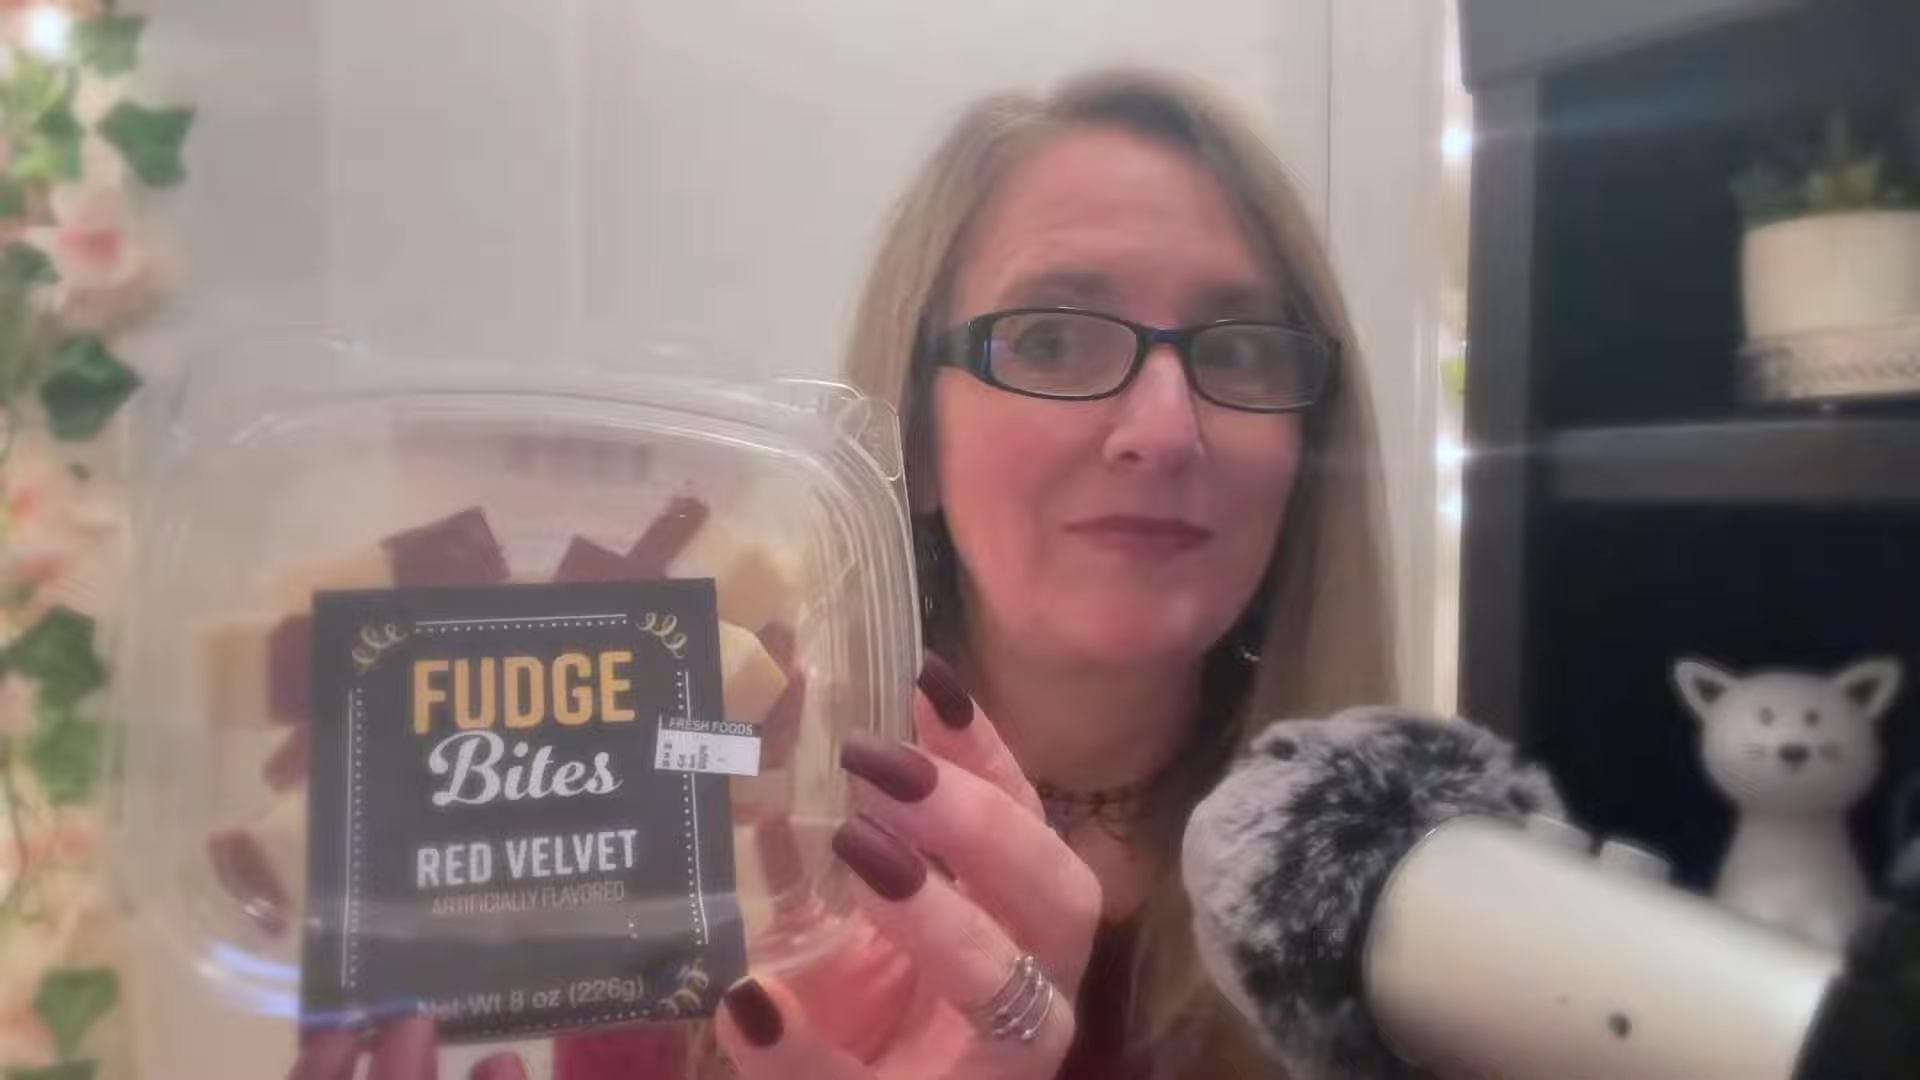 FUDGE
Bites
FRESH FOODS
RED VELVET
ARTIFICIALLY FLAVORED
Net Wt 8 oz (226g)